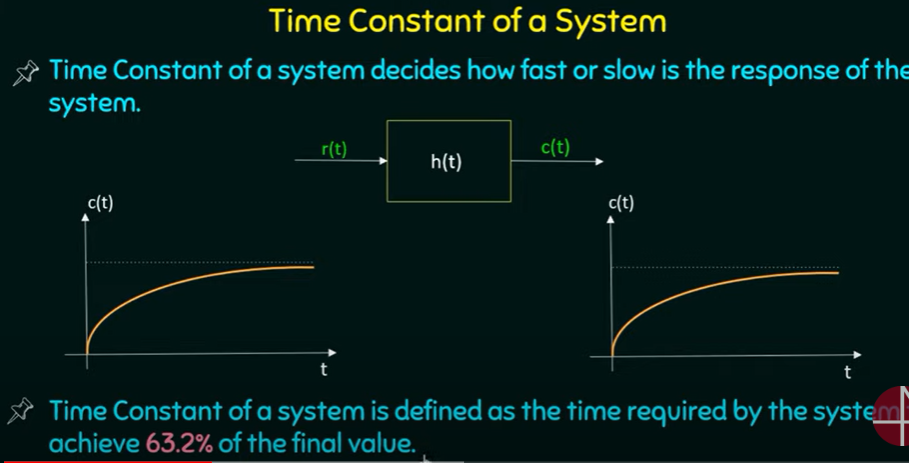 Time Constant of a System
Time Constant of a system decides how fast or slow is the response of the
system.
r(t)
h(t)
c(t)
c(t)
c(t)
t
t
Time Constant of a system is defined as the time required by the system
achieve 63.2% of the final value.